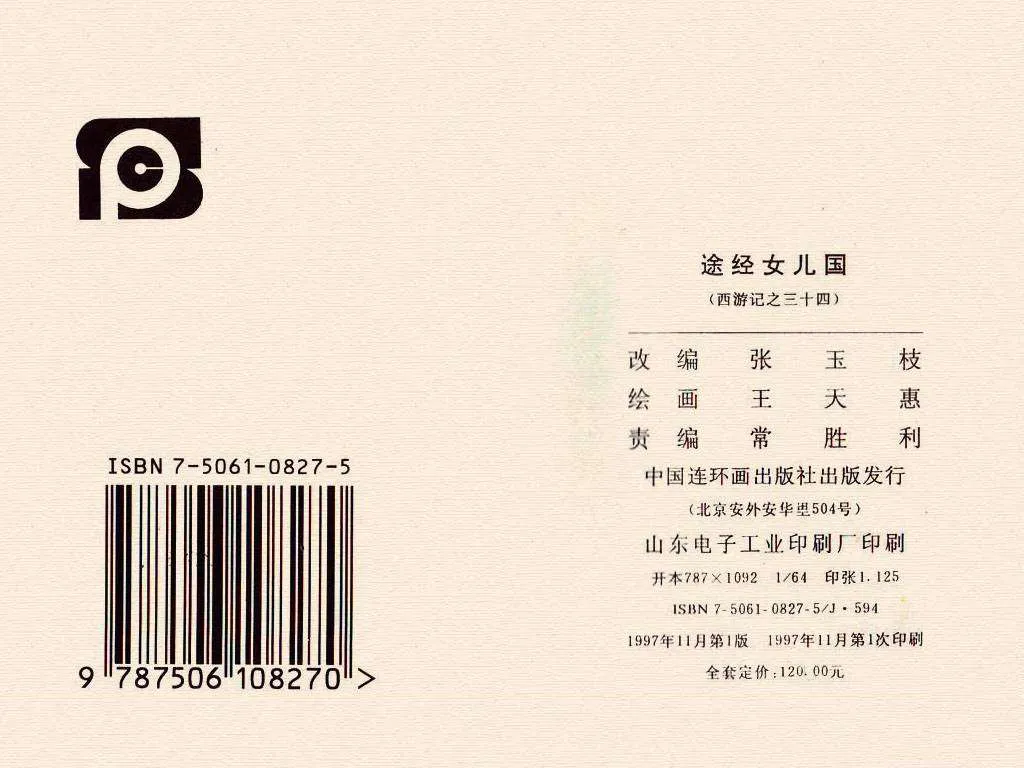 ISBN 7-5061-0827-5
9 787506 108270 >
途经女儿国
（西游记之三十四）
改编 张玉枝
绘画 王天惠
责编 常胜利
中国连环画出版社出版发行
（北京安外安华里504号）
山东电子工业印刷厂印刷
开本787×1092 1/64 印张1.125
ISBN 7-5061-0827-5/J·594
1997年11月第1版 1997年11月第1次印刷
全套定价:120.00元